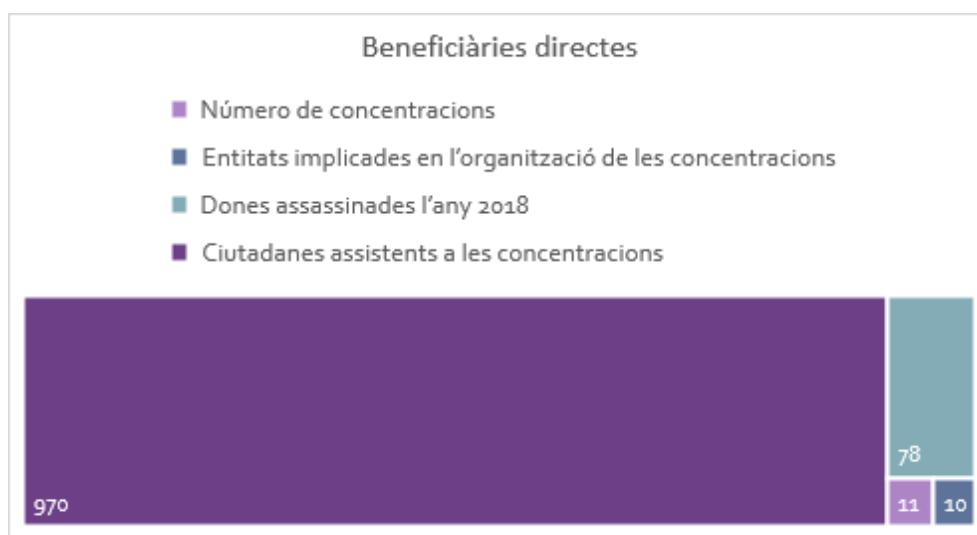 Beneficiàries directes
Número de concentracions
Entitats implicades en l'organització de les concentracions
Dones assassinades l'any 2018
Ciutadanes assistents a les concentracions
970
78
11
10